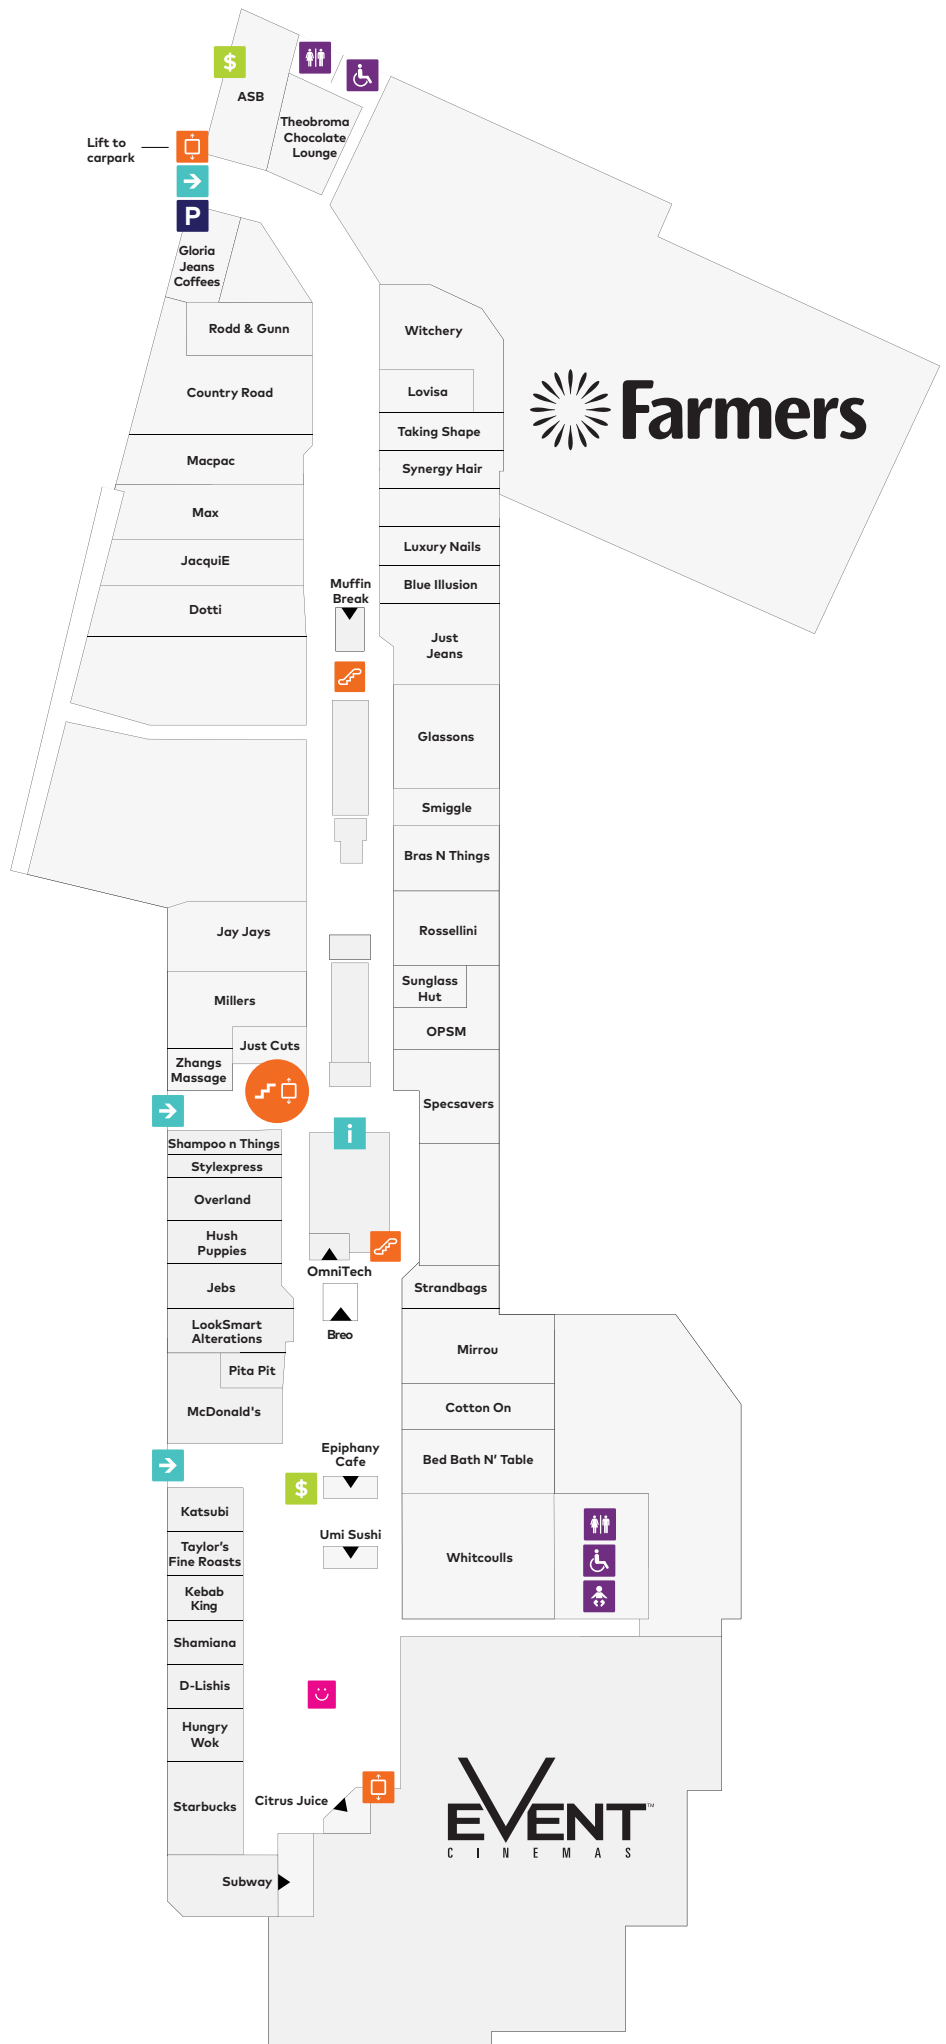 $
ASB
Theobroma
Chocolate
Lounge
Lift to
carpark
P
Gloria
Jeans
Coffees
Rodd & Gunn
Country Road
Macpac
Max
JacquiE
Dotti
Witchery
Lovisa
Taking Shape
Synergy Hair
Luxury Nails
Blue Illusion
Just
Jeans
Glassons
Smiggle
Bras N Things
Rossellini
Sunglass
Hut
OPSM
Specsavers
Farmers
Muffin
Break
Jay Jays
Millers
Just Cuts
Zhangs
Massage
i
Shampoo n Things
Stylexpress
Overland
Hush
Puppies
Jebs
LookSmart
Alterations
Pita Pit
McDonald's
OmniTech
Breo
Strandbags
Mirrou
Cotton On
Bed Bath N' Table
Whitcoulls
Epiphany
Cafe
$
Umi Sushi
Katsubi
Taylor's
Fine Roasts
Kebab
King
Shamiana
D-Lishis
Hungry
Wok
Starbucks
Citrus Juice
Subway
EVENT™
CINEMAS